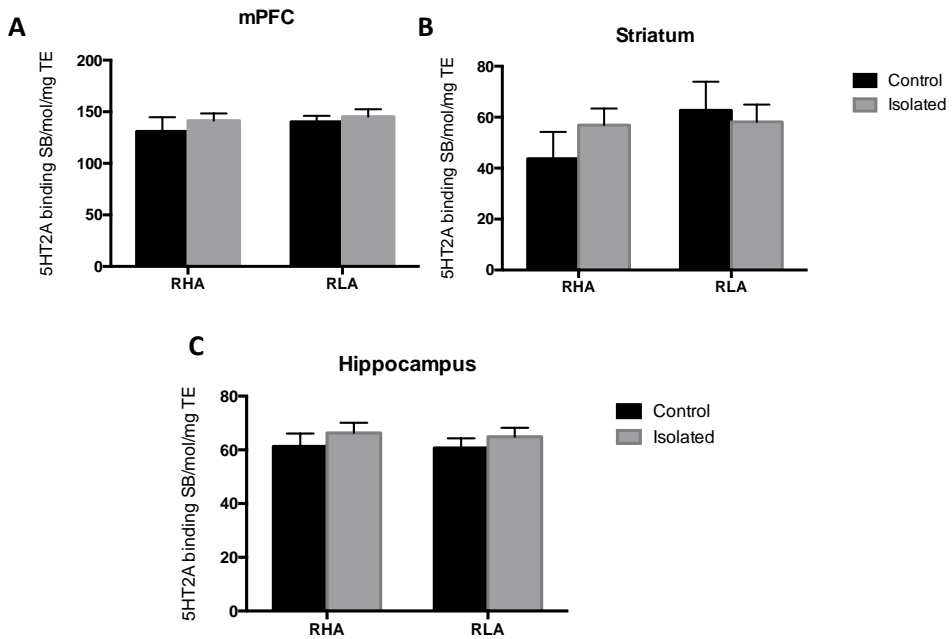 A
mPFC
5HT2A binding SB/mol/mg TE
200
150
100
50
0
RHA
RLA
B
Striatum
5HT2A binding SB/mol/mg TE
80
60
40
20
0
RHA
RLA
Control
Isolated
C
Hippocampus
5HT2A binding SB/mol/mg TE
80
60
40
20
0
RHA
RLA
Control
Isolated